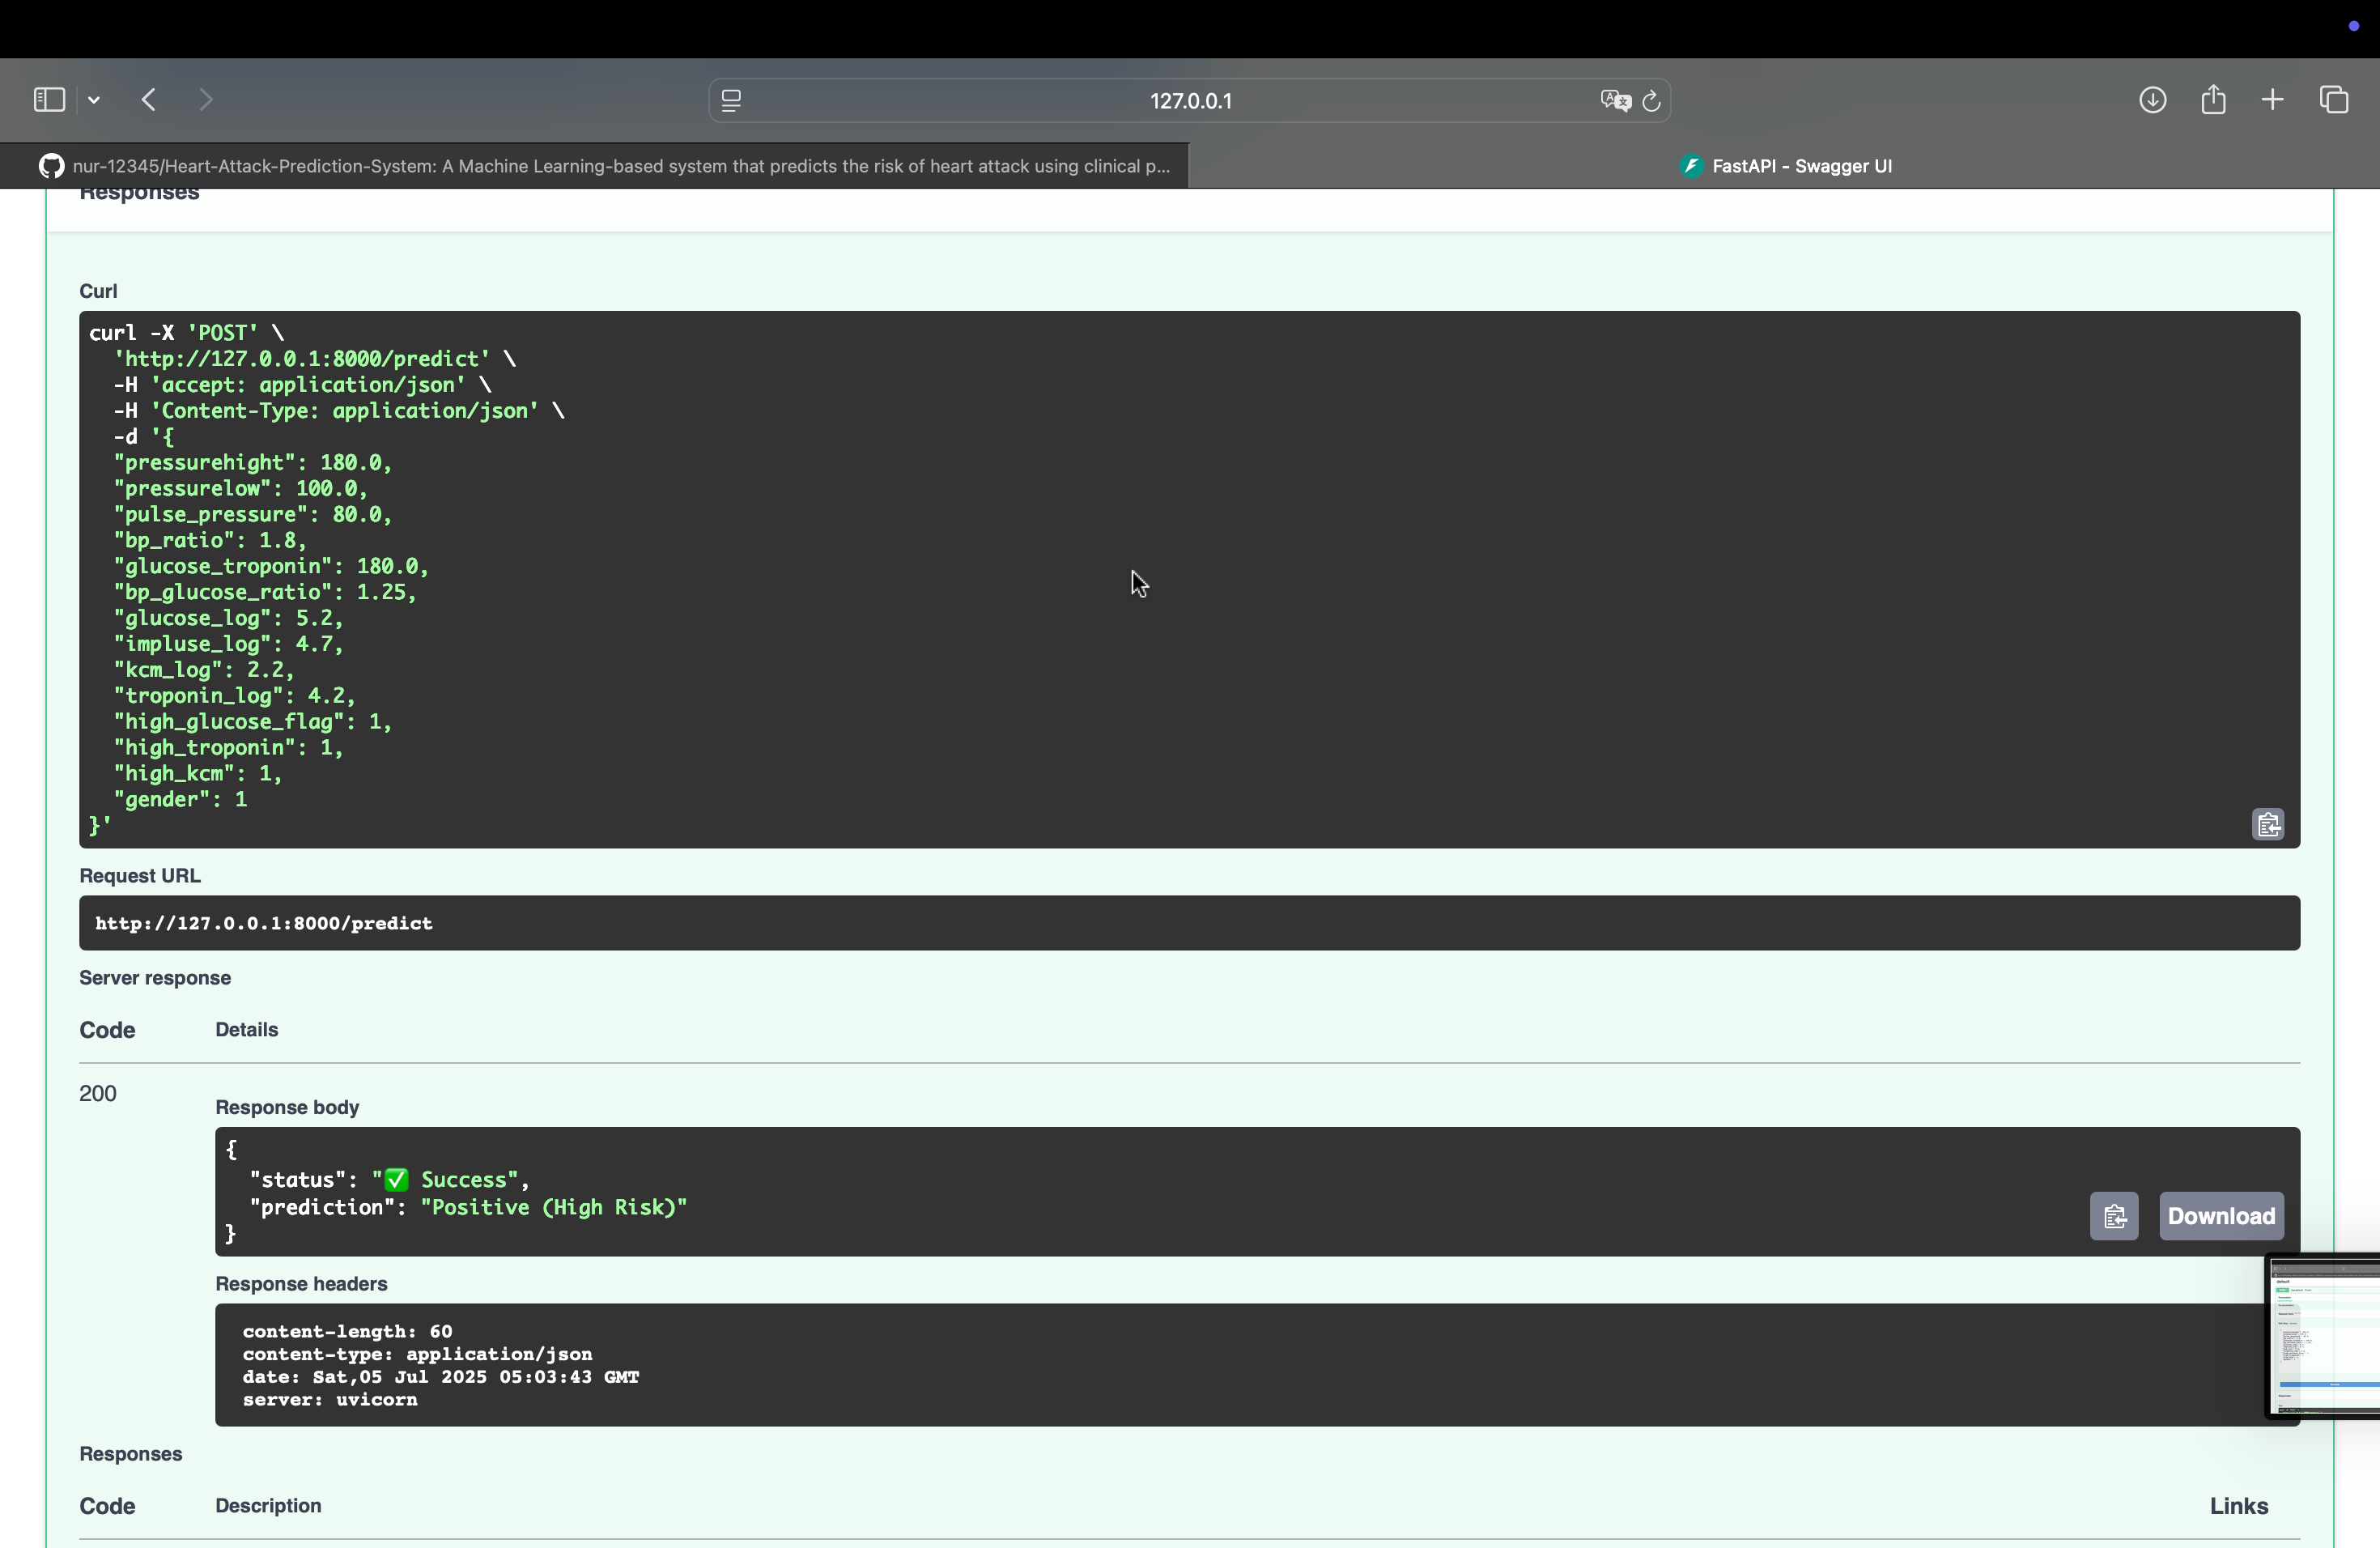 127.0.0.1
nur-12345/Heart-Attack-Prediction-System: A Machine Learning-based system that predicts the risk of heart attack using clinical p...
FastAPI - Swagger UI
Responses
Curl
curl -X 'POST' \
'http://127.0.0.1:8000/predict' \
-H 'accept: application/json' \
-H 'Content-Type: application/json' \
-d '{
"pressurehight": 180.0,
"pressurelow": 100.0,
"pulse_pressure": 80.0,
"bp_ratio": 1.8,
"glucose_troponin": 180.0,
"bp_glucose_ratio": 1.25,
"glucose_log": 5.2,
"impluse_log": 4.7,
"kcm_log": 2.2,
"troponin_log": 4.2,
"high_glucose_flag": 1,
"high_troponin": 1,
"high_kcm": 1,
"gender": 1
}'
Request URL
http://127.0.0.1:8000/predict
Server response
Code Details
200
Response body
{
"status": "✅ Success",
"prediction": "Positive (High Risk)"
}
Download
Response headers
content-length: 60
content-type: application/json
date: Sat,05 Jul 2025 05:03:43 GMT
server: uvicorn
Responses
Code Description Links